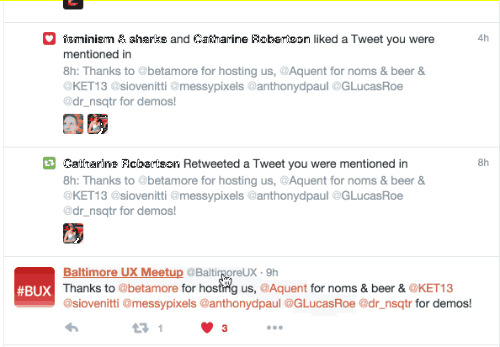 feminism & sharks and Catharine Robertson liked a Tweet you were
4h
mentioned in
8h: Thanks to @betamore for hosting us, @Aquent for noms & beer &
@KET13 @siovenitti @messypixels @anthonydpaul @GLucasRoe
@dr_nsqtr for demos!
Catharine Robertson Retweeted a Tweet you were mentioned in
8h
8h: Thanks to @betamore for hosting us, @Aquent for noms & beer &
@KET13 @siovenitti @messypixels @anthonydpaul @GLucasRoe
@dr_nsqtr for demos!
#BUX
Baltimore UX Meetup @BaltimoreUX · 9h
Thanks to @betamore for hosting us, @Aquent for noms & beer & @KET13
@siovenitti @messypixels @anthonydpaul @GLucasRoe @dr_nsqtr for demos!
1
3